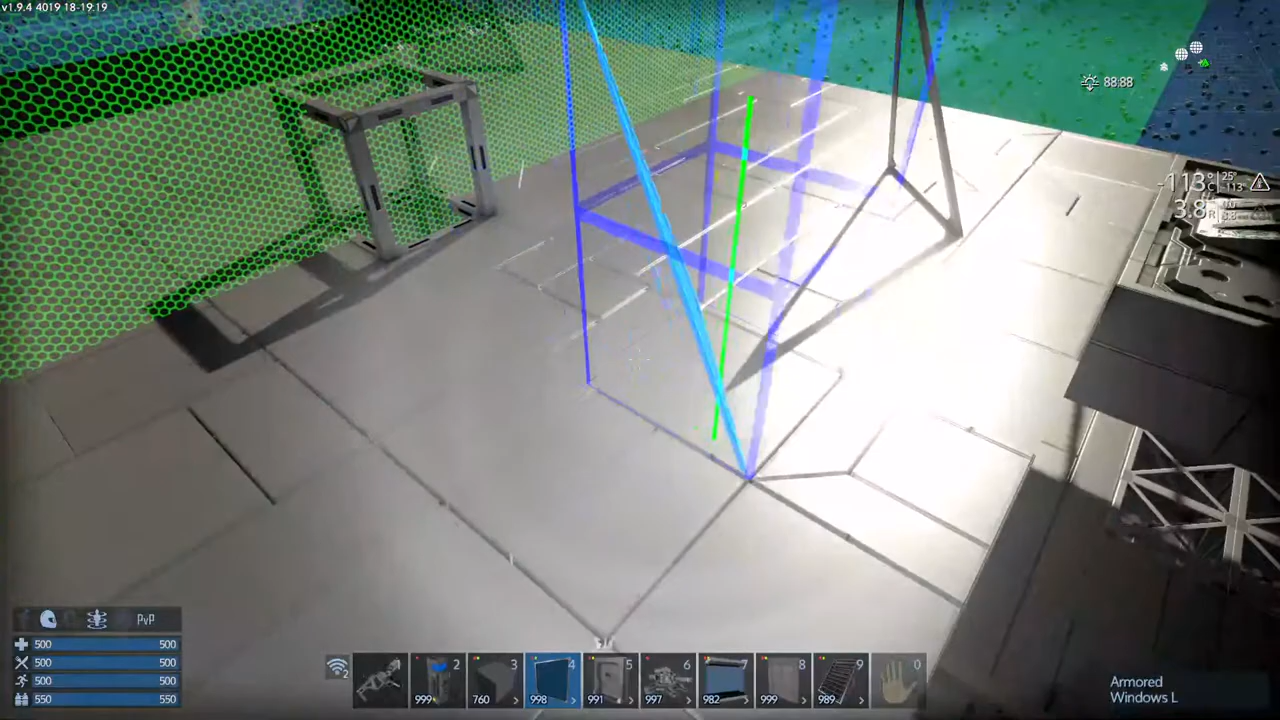 v1.9.4 4019 18-19:19
88:88
-113°C 25° -113
3.8R
PvP
500 500
500 500
500 500
550 550
2
1
2 999
3 760
4 998
5 991
6 997
7 982
8 999
9 989
0
Armored
Windows L